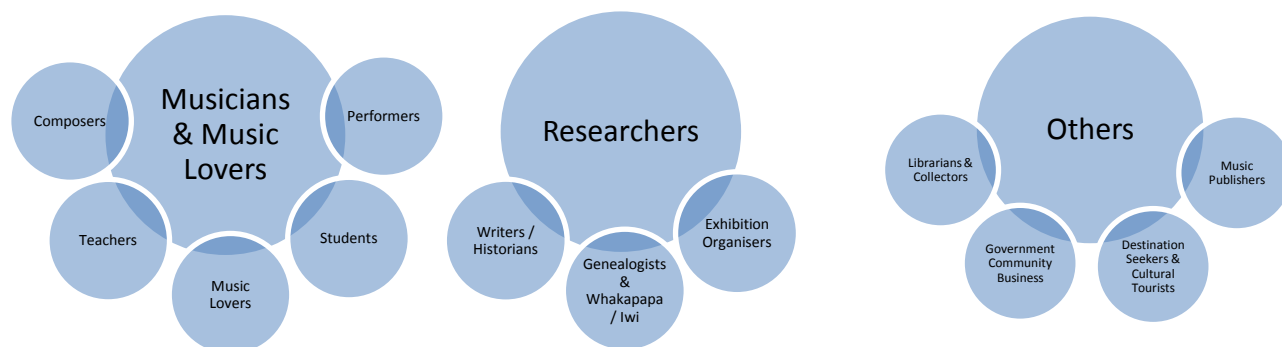 Musicians
& Music
Lovers
Composers
Performers
Teachers
Students
Music
Lovers
Researchers
Writers /
Historians
Genealogists
&
Whakapapa
/ Iwi
Exhibition
Organisers
Others
Librarians &
Collectors
Music
Publishers
Government
Community
Business
Destination
Seekers &
Cultural
Tourists